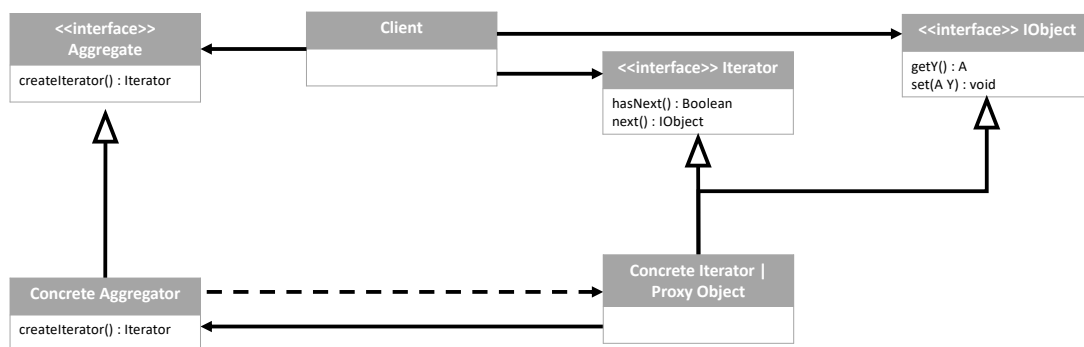 <<interface>>
Aggregate
createIterator() : Iterator
Client
<<interface>> Iterator
hasNext() : Boolean
next() : IObject
<<interface>> IObject
getY() : A
set(A Y) : void
Concrete Aggregator
createIterator() : Iterator
Concrete Iterator |
Proxy Object